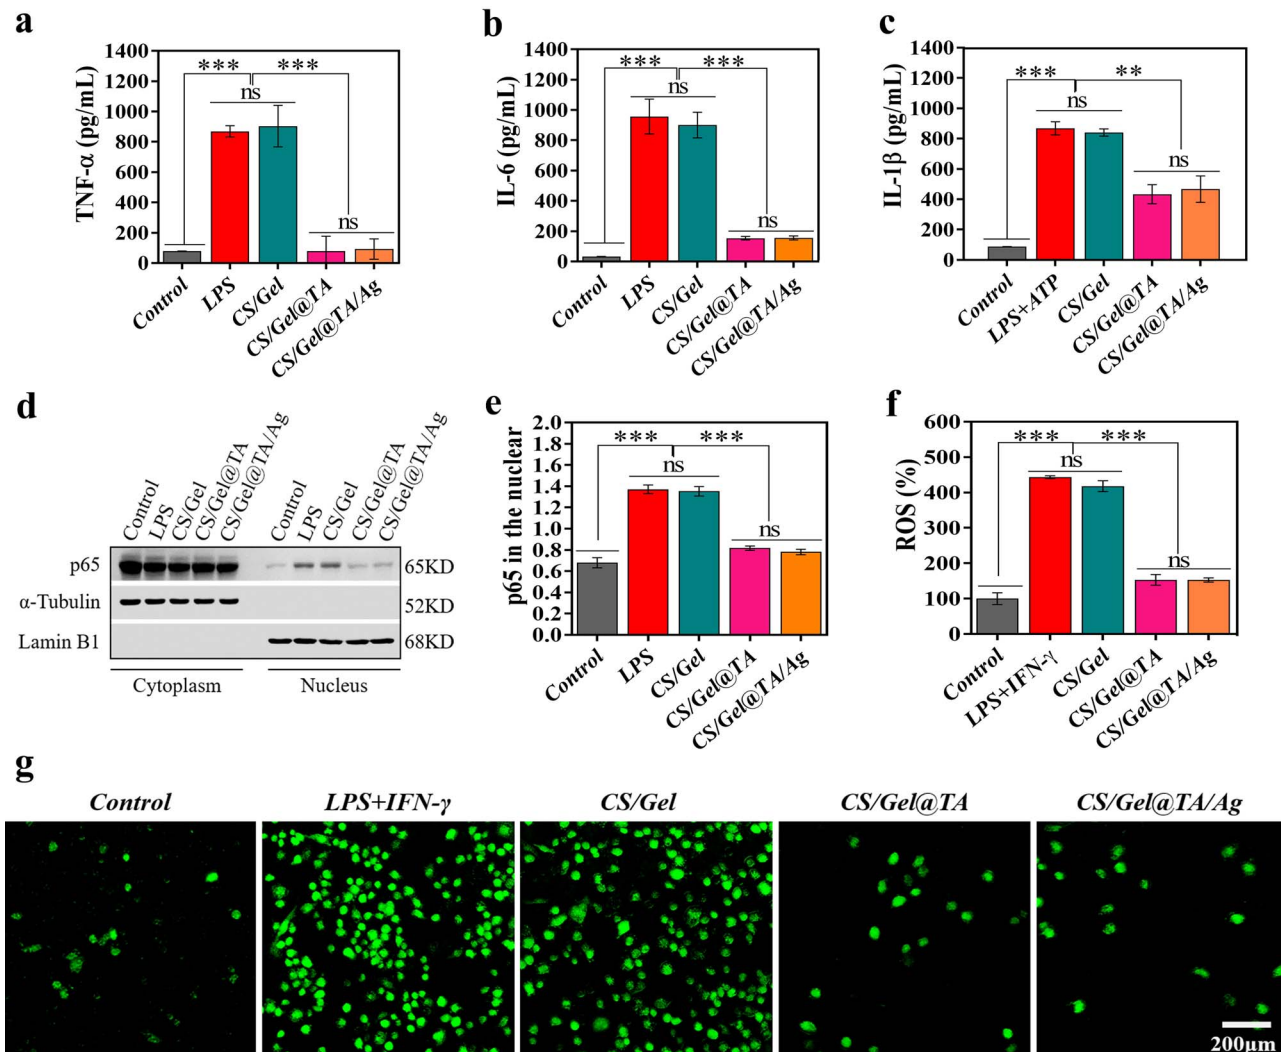 a
TNF-α (pg/mL)
1400
1200
1000
800
600
400
200
0
***
***
ns
ns
Control
LPS
CS/Gel
CS/Gel@TA
CS/Gel@TA/Ag
b
IL-6 (pg/mL)
1400
1200
1000
800
600
400
200
0
***
***
ns
ns
Control
LPS
CS/Gel
CS/Gel@TA
CS/Gel@TA/Ag
c
IL-1β (pg/mL)
1400
1200
1000
800
600
400
200
0
***
**
ns
ns
Control
LPS+ATP
CS/Gel
CS/Gel@TA
CS/Gel@TA/Ag
d
Control
LPS
CS/Gel
CS/Gel@TA
CS/Gel@TA/Ag
Control
LPS
CS/Gel
CS/Gel@TA
CS/Gel@TA/Ag
p65
65KD
α-Tubulin
52KD
Lamin B1
68KD
Cytoplasm
Nucleus
e
p65 in the nuclear
2.0
1.8
1.6
1.4
1.2
1.0
0.8
0.6
0.4
0.2
0.0
***
***
ns
ns
Control
LPS
CS/Gel
CS/Gel@TA
CS/Gel@TA/Ag
f
ROS (%)
600
500
400
300
200
100
0
***
***
ns
ns
Control
LPS+IFN-γ
CS/Gel
CS/Gel@TA
CS/Gel@TA/Ag
g
Control
LPS+IFN-γ
CS/Gel
CS/Gel@TA
CS/Gel@TA/Ag
200μm